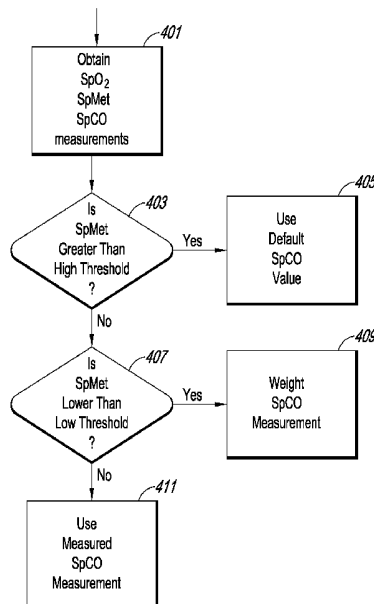 401
Obtain
SpO₂
SpMet
SpCO
measurements
403
Is
SpMet
Greater Than
High Threshold
?
Yes
405
Use
Default
SpCO
Value
No
407
Is
SpMet
Lower Than
Low Threshold
?
Yes
409
Weight
SpCO
Measurement
No
411
Use
Measured
SpCO
Measurement